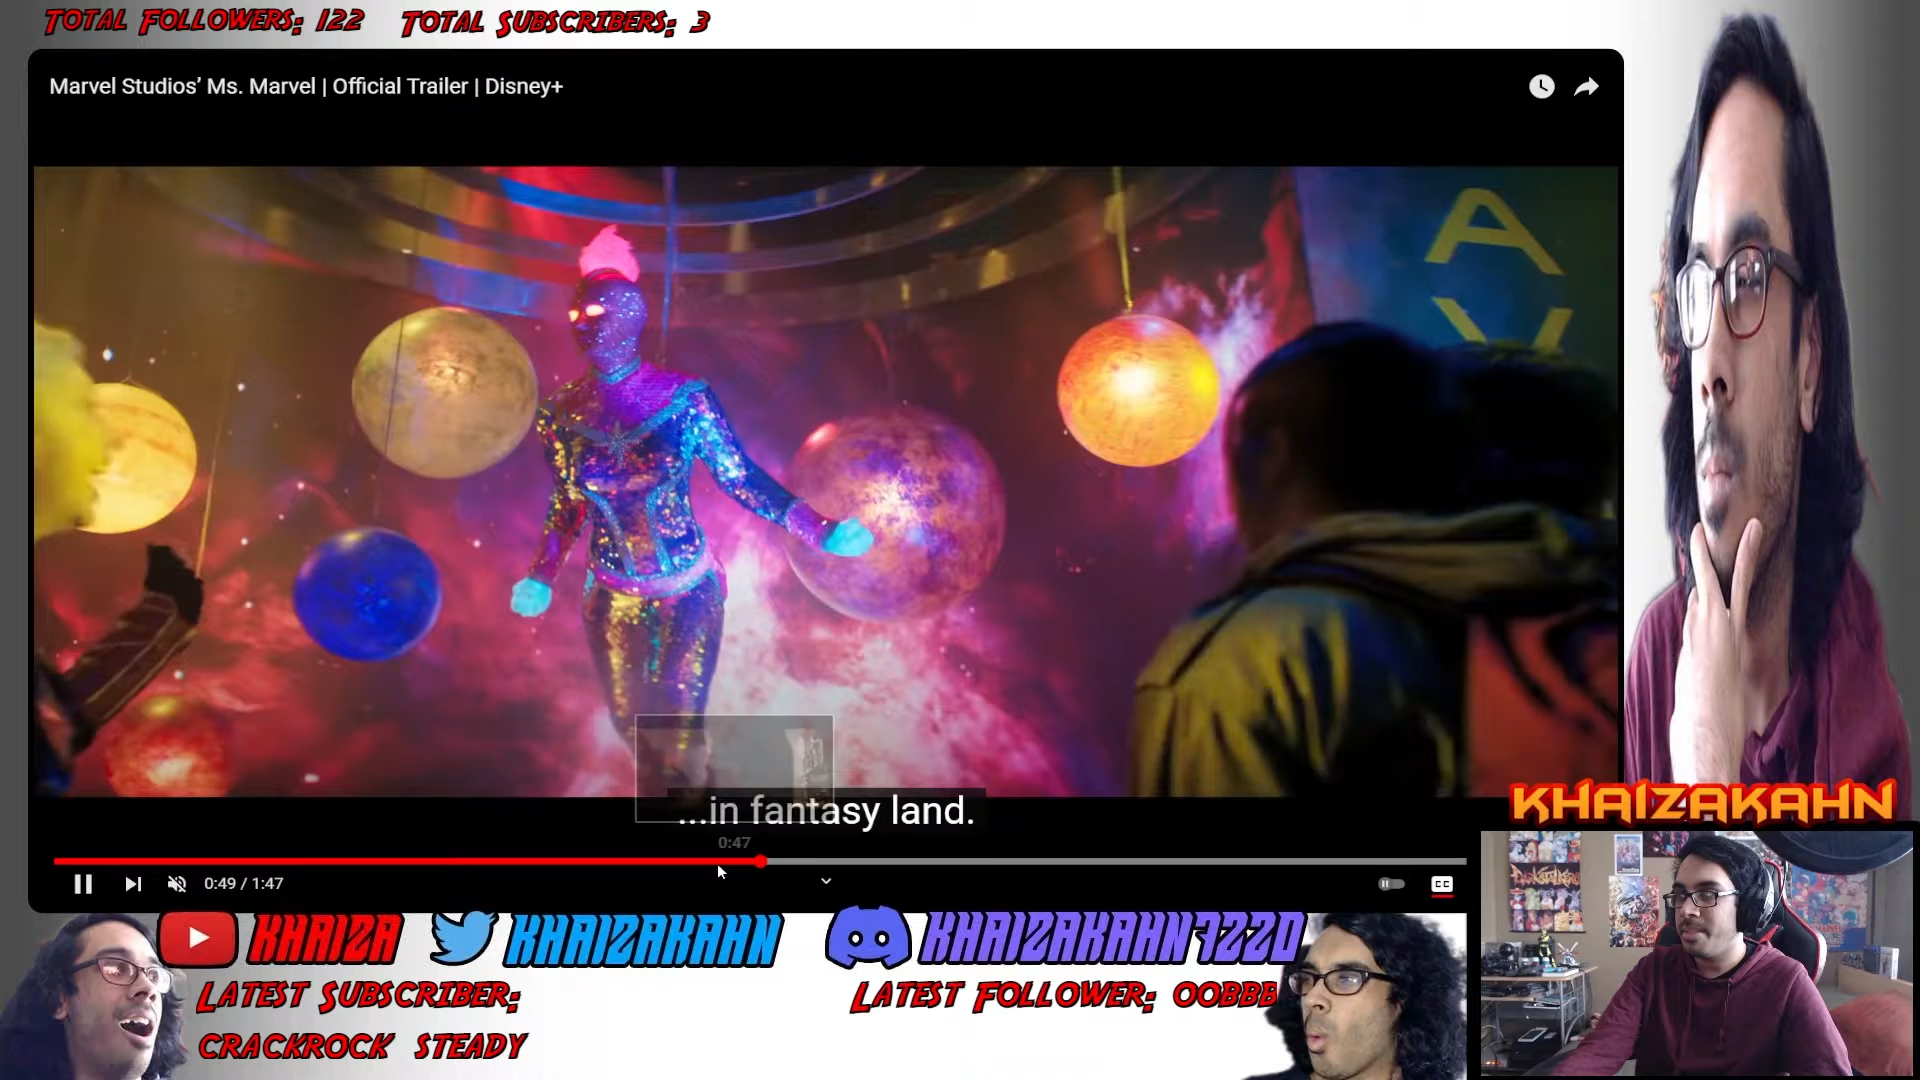 TOTAL FOLLOWERS: 122 TOTAL SUBSCRIBERS: 3
Marvel Studios' Ms. Marvel | Official Trailer | Disney+
A
...in fantasy land.
0:47
0:49 / 1:47
CC
KHAIZAKAHN
KHAIZA KHAIZAKAHN KHAIZAKAHN7220
LATEST SUBSCRIBER: LATEST FOLLOWER: OOBBB
CRACKROCK STEADY